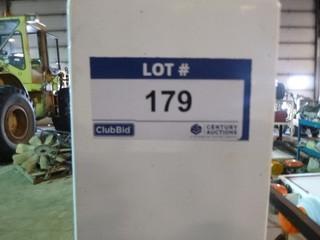 LOT #
179
ClubBid
CENTURY
AUCTIONS